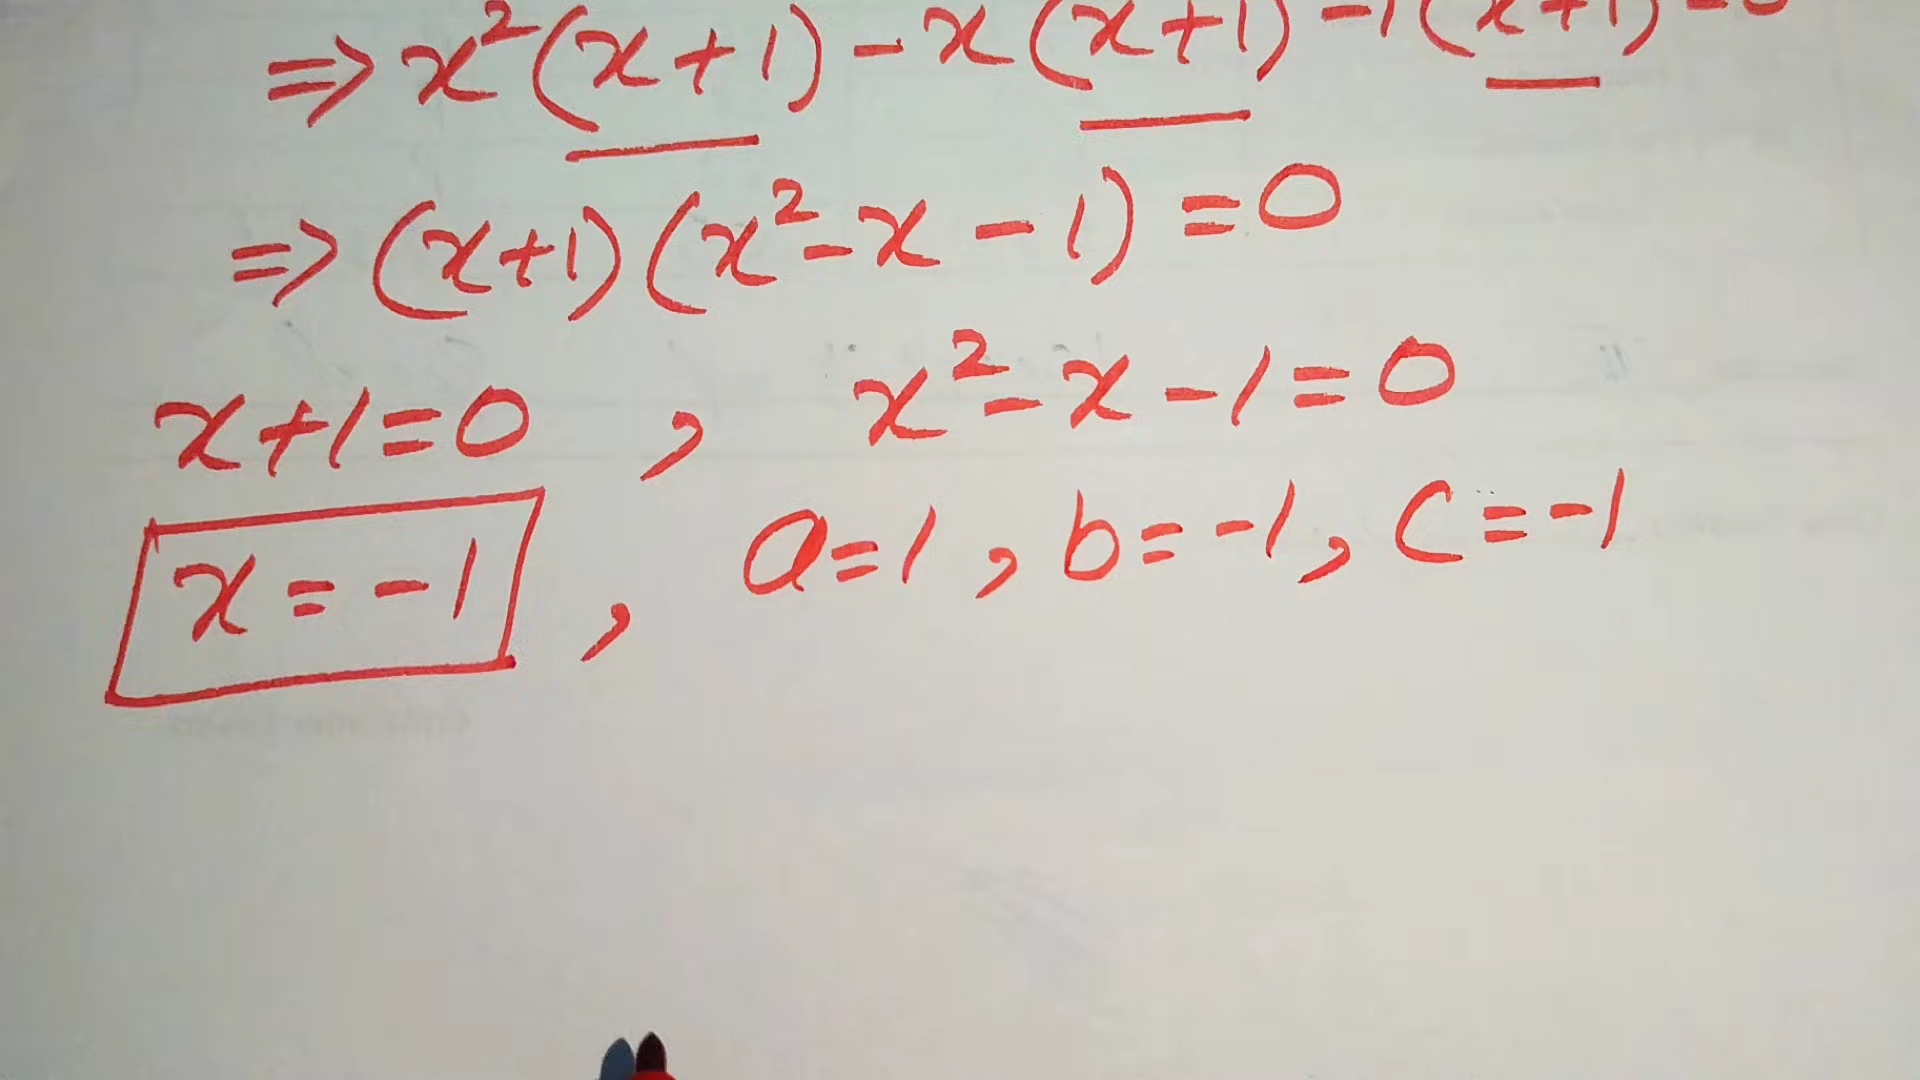 ⇒ x²(x+1) - x(x+1) - 1(x+1) = 0
⇒ (x+1)(x² - x - 1) = 0
x+1=0 , x² - x - 1 = 0
x = -1 , a=1 , b=-1, c=-1